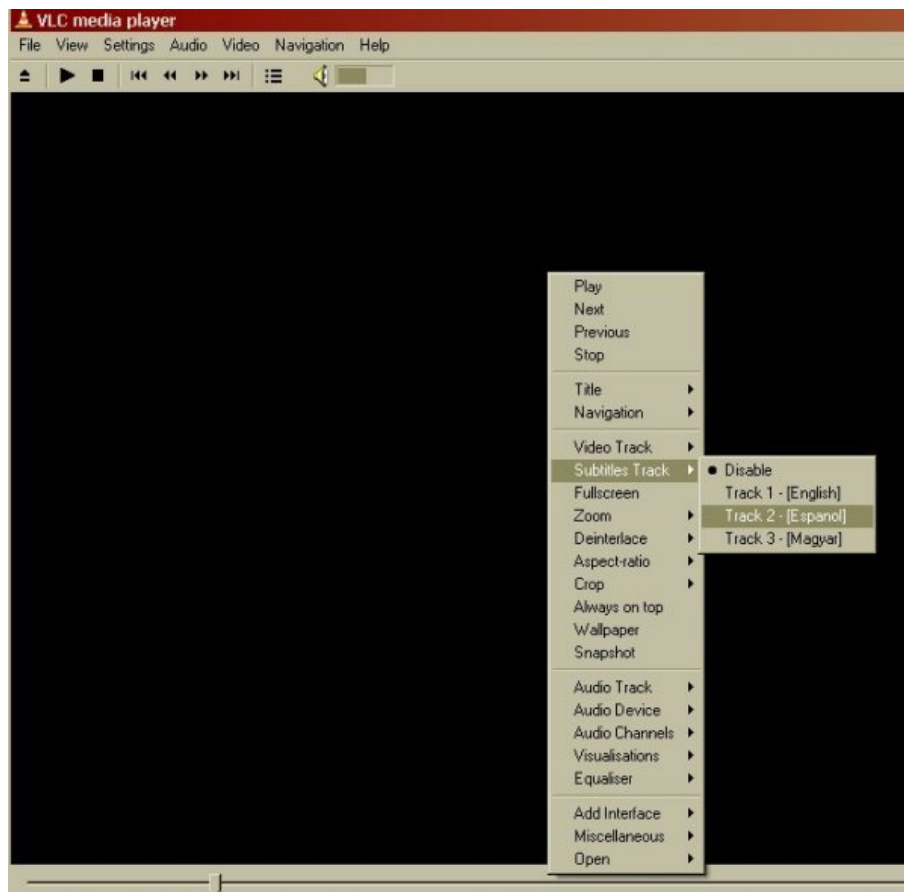 VLC media player
File View Settings Audio Video Navigation Help
Play
Next
Previous
Stop
Title
Navigation
Video Track
Subtitles Track
Disable
Fullscreen
Track 1 - [English]
Zoom
Track 2 - [Espanol]
Deinterlace
Track 3 - [Magyar]
Aspect-ratio
Crop
Always on top
Wallpaper
Snapshot
Audio Track
Audio Device
Audio Channels
Visualisations
Equaliser
Add Interface
Miscellaneous
Open